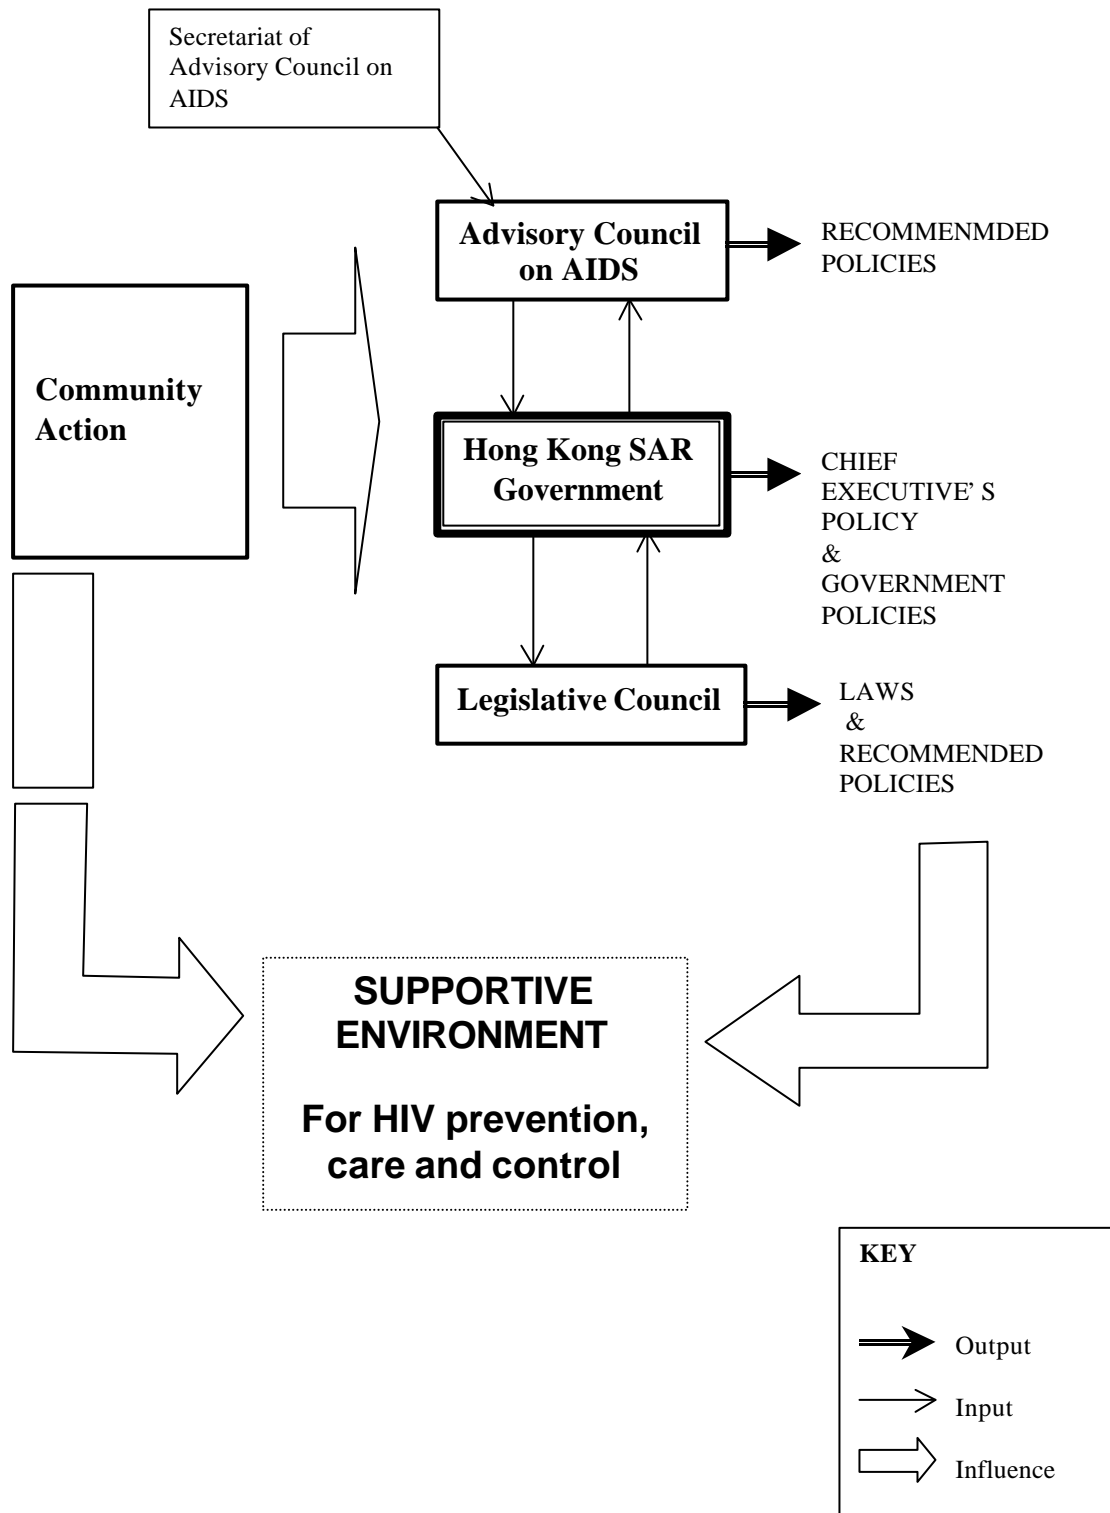 Secretariat of
Advisory Council on
AIDS
Advisory Council
on AIDS
RECOMMENMDED
POLICIES
Community
Action
Hong Kong SAR
Government
CHIEF
EXECUTIVE' S
POLICY
&
GOVERNMENT
POLICIES
Legislative Council
LAWS
&
RECOMMENDED
POLICIES
SUPPORTIVE
ENVIRONMENT
For HIV prevention,
care and control
KEY
Output
Input
Influence